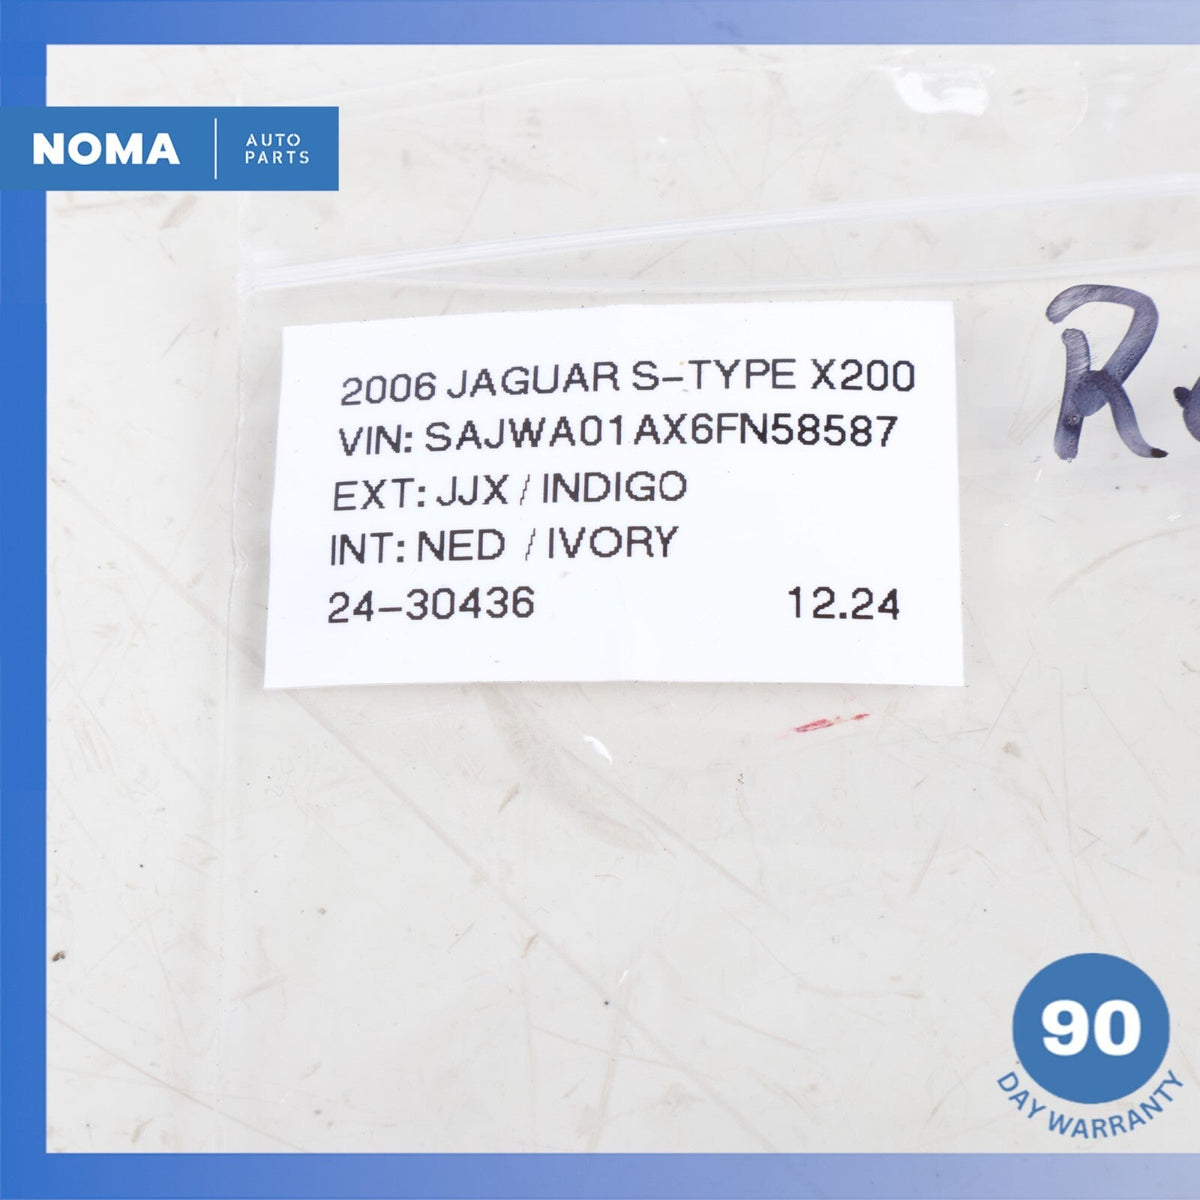 NOMA
AUTO
PARTS
2006 JAGUAR S-TYPE X200
VIN: SAJWA01AX6FN58587
EXT: JJX / INDIGO
INT: NED / IVORY
24-30436 12.24
90
DAY WARRANTY